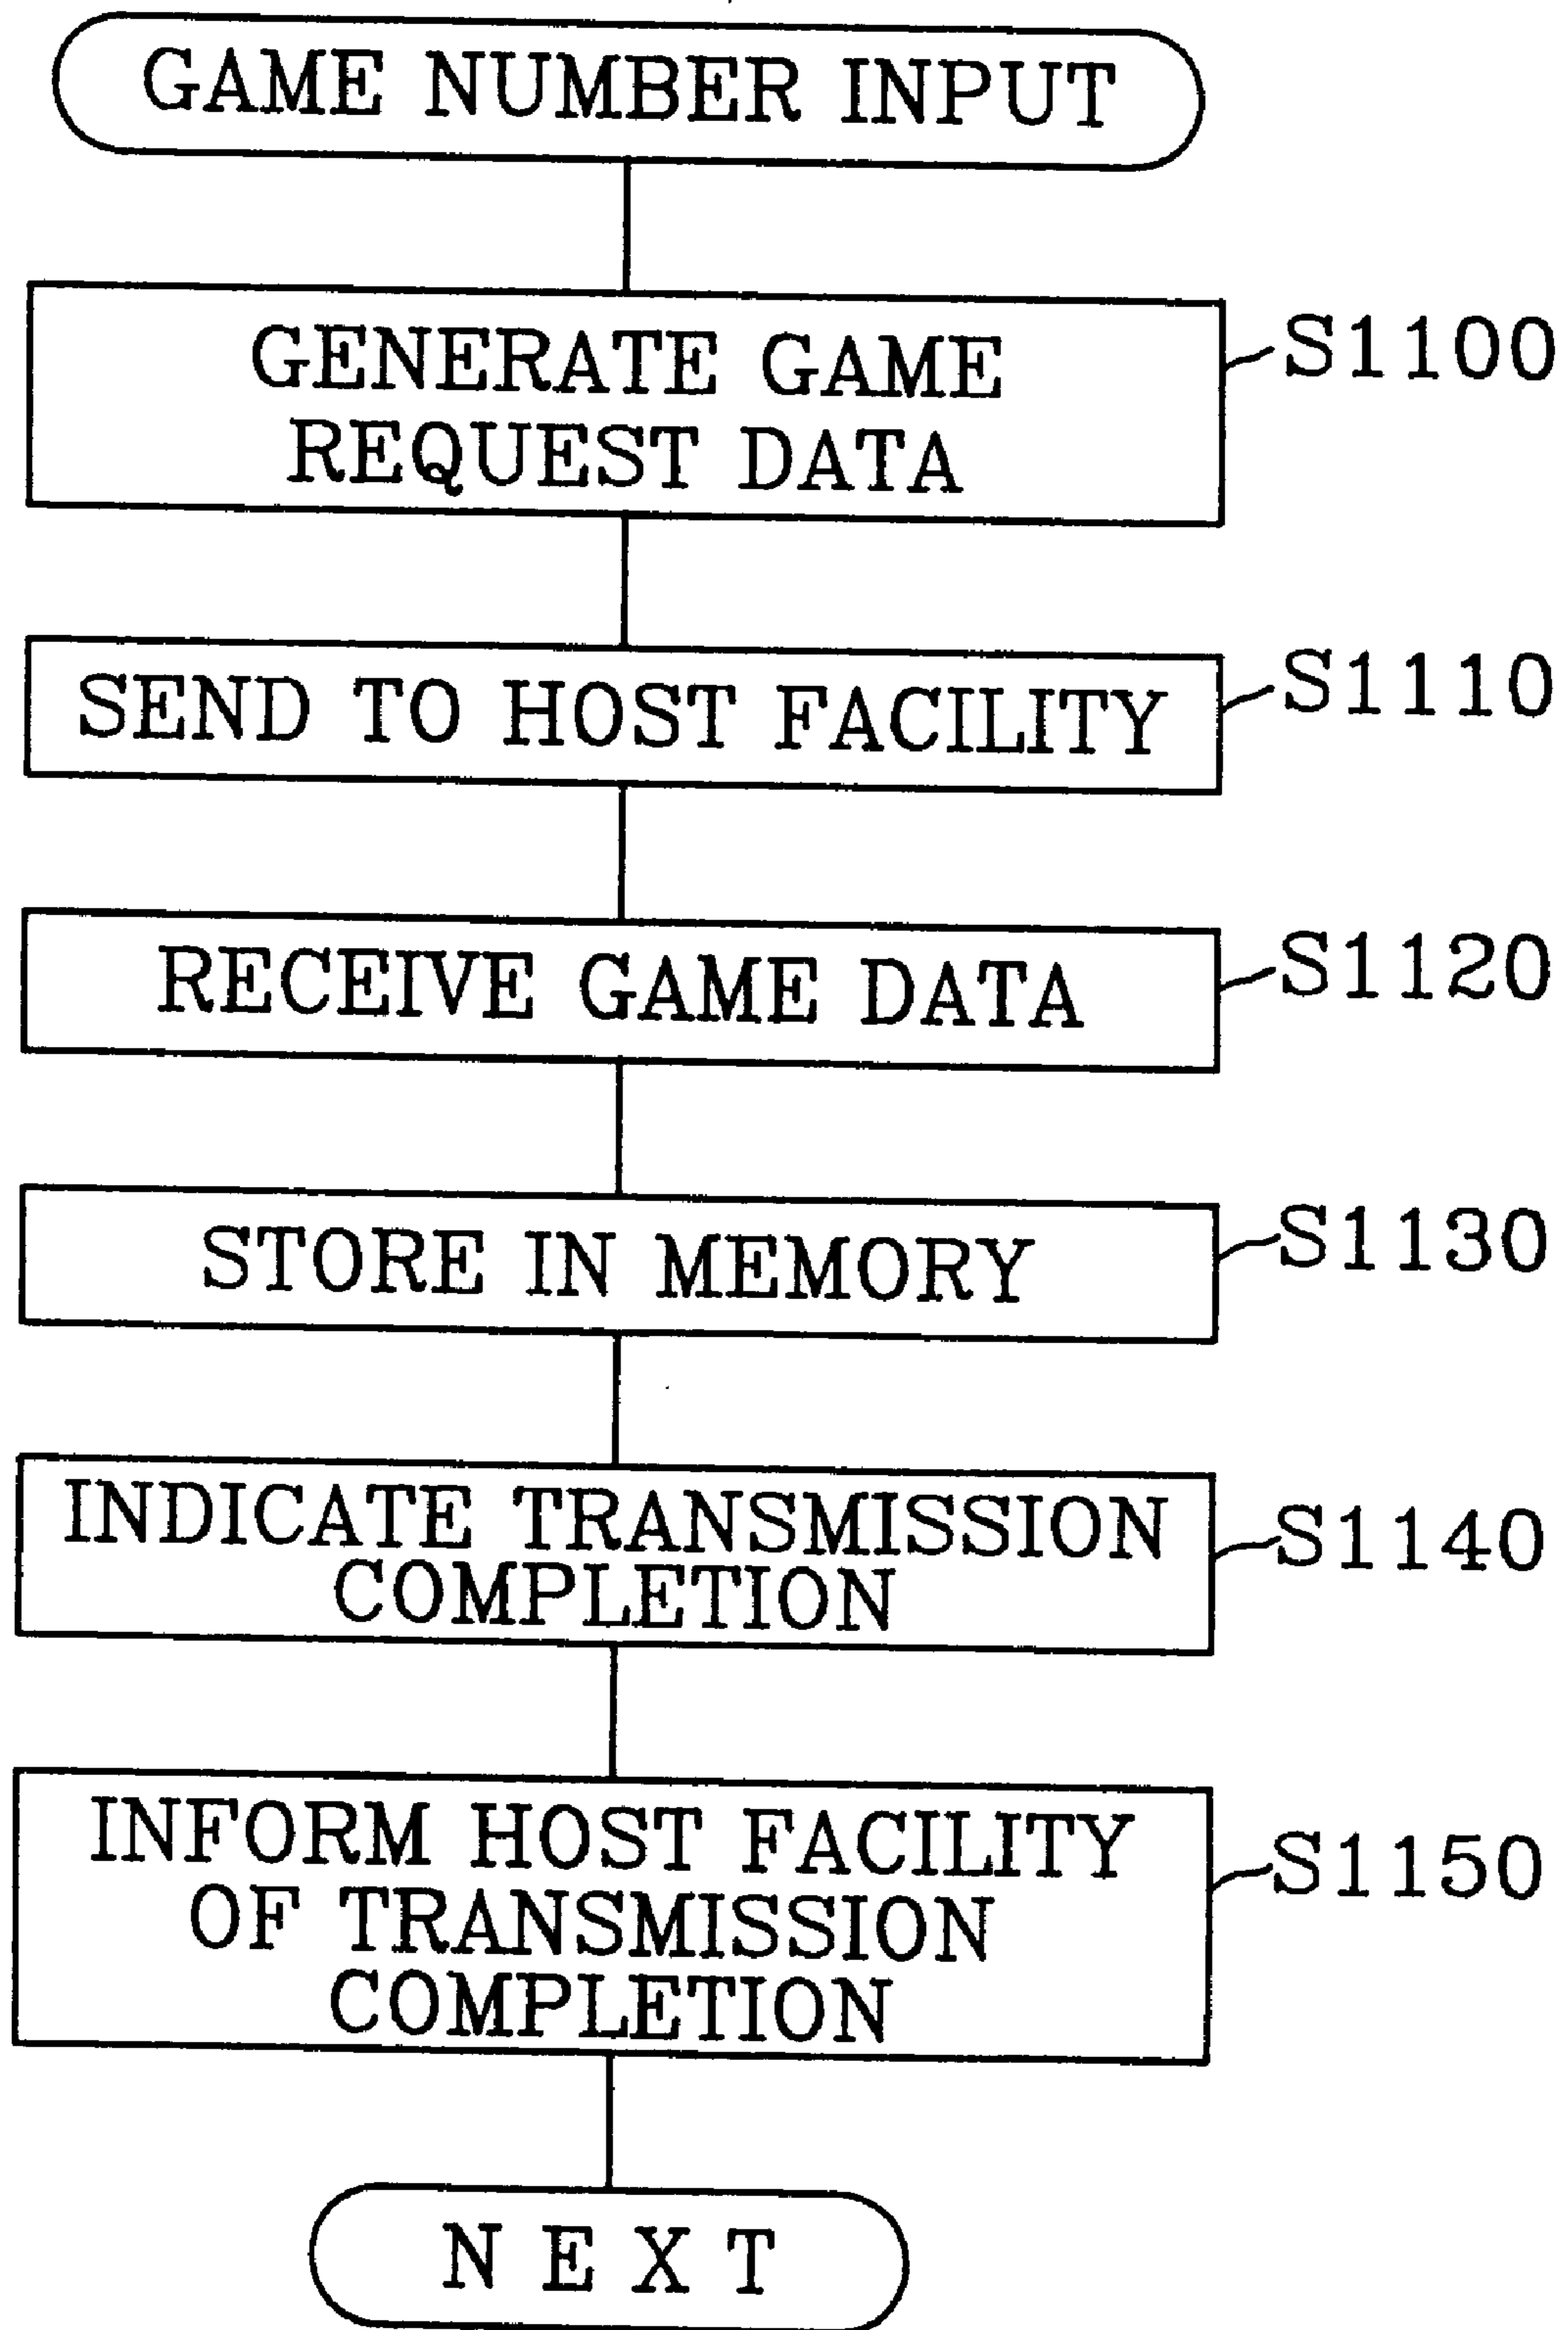 GAME NUMBER INPUT
GENERATE GAME
REQUEST DATA
S1100
SEND TO HOST FACILITY
S1110
RECEIVE GAME DATA
S1120
STORE IN MEMORY
S1130
INDICATE TRANSMISSION
COMPLETION
S1140
INFORM HOST FACILITY
OF TRANSMISSION
COMPLETION
S1150
NEXT